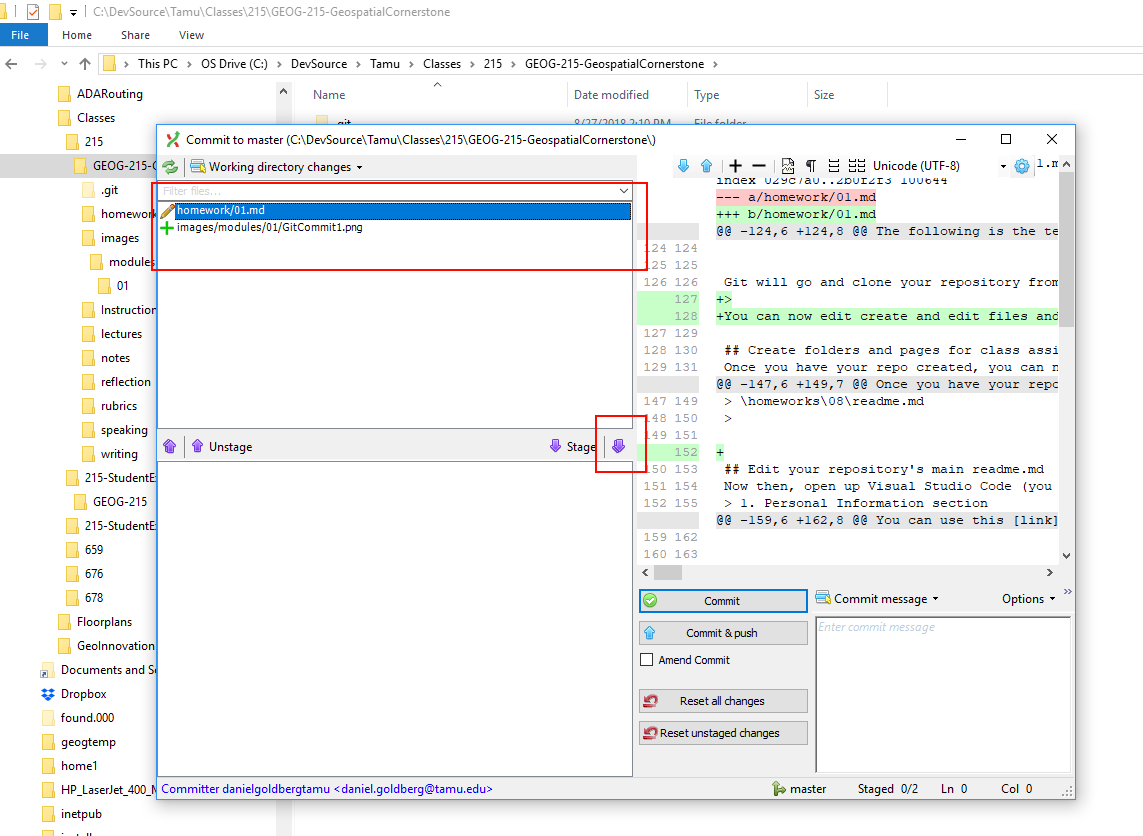 C:\DevSource\Tamu\Classes\215\GEOG-215-GeospatialCornerstone
File Home Share View
This PC OS Drive (C:) DevSource Tamu Classes 215 GEOG-215-GeospatialCornerstone
Name Date modified Type Size
ADARouting
Classes
215
GEOG-215-
.git
homework
images
modules
01
Instruction
lectures
notes
reflection
rubrics
speaking
writing
215-StudentE
GEOG-215
215-StudentE
659
676
678
Floorplans
GeoInnovation
Documents and Se
Dropbox
found.000
geogtemp
home1
HP_LaserJet_400_M
inetpub
.git 8/27/2018 2:10 PM File folder
Commit to master (C:\DevSource\Tamu\Classes\215\GEOG-215-GeospatialCornerstone\)
Working directory changes
Filter files...
homework/01.md
images/modules/01/GitCommit1.png
Unstage Stage
Unicode (UTF-8) 1.m
index 029c7a0..2b0f2f3 100644
--- a/homework/01.md
+++ b/homework/01.md
@@ -124,6 +124,8 @@ The following is the te
124 124
125 125
126 126 Git will go and clone your repository from
127 +>
128 +You can now edit create and edit files and
127 129
128 130 ## Create folders and pages for class assi
129 131 Once you have your repo created, you can n
@@ -147,6 +149,7 @@ Once you have your repo
147 149 > \homeworks\08\readme.md
148 150 >
149 151
152 +
150 153 ## Edit your repository's main readme.md
151 154 Now then, open up Visual Studio Code (you
152 155 > 1. Personal Information section
@@ -159,6 +162,8 @@ You can use this [link]
159 162
160 163
Commit
Commit & push
Amend Commit
Reset all changes
Reset unstaged changes
Commit message Options
Enter commit message
Committer danielgoldbergtamu <daniel.goldberg@tamu.edu>
master Staged 0/2 Ln 0 Col 0